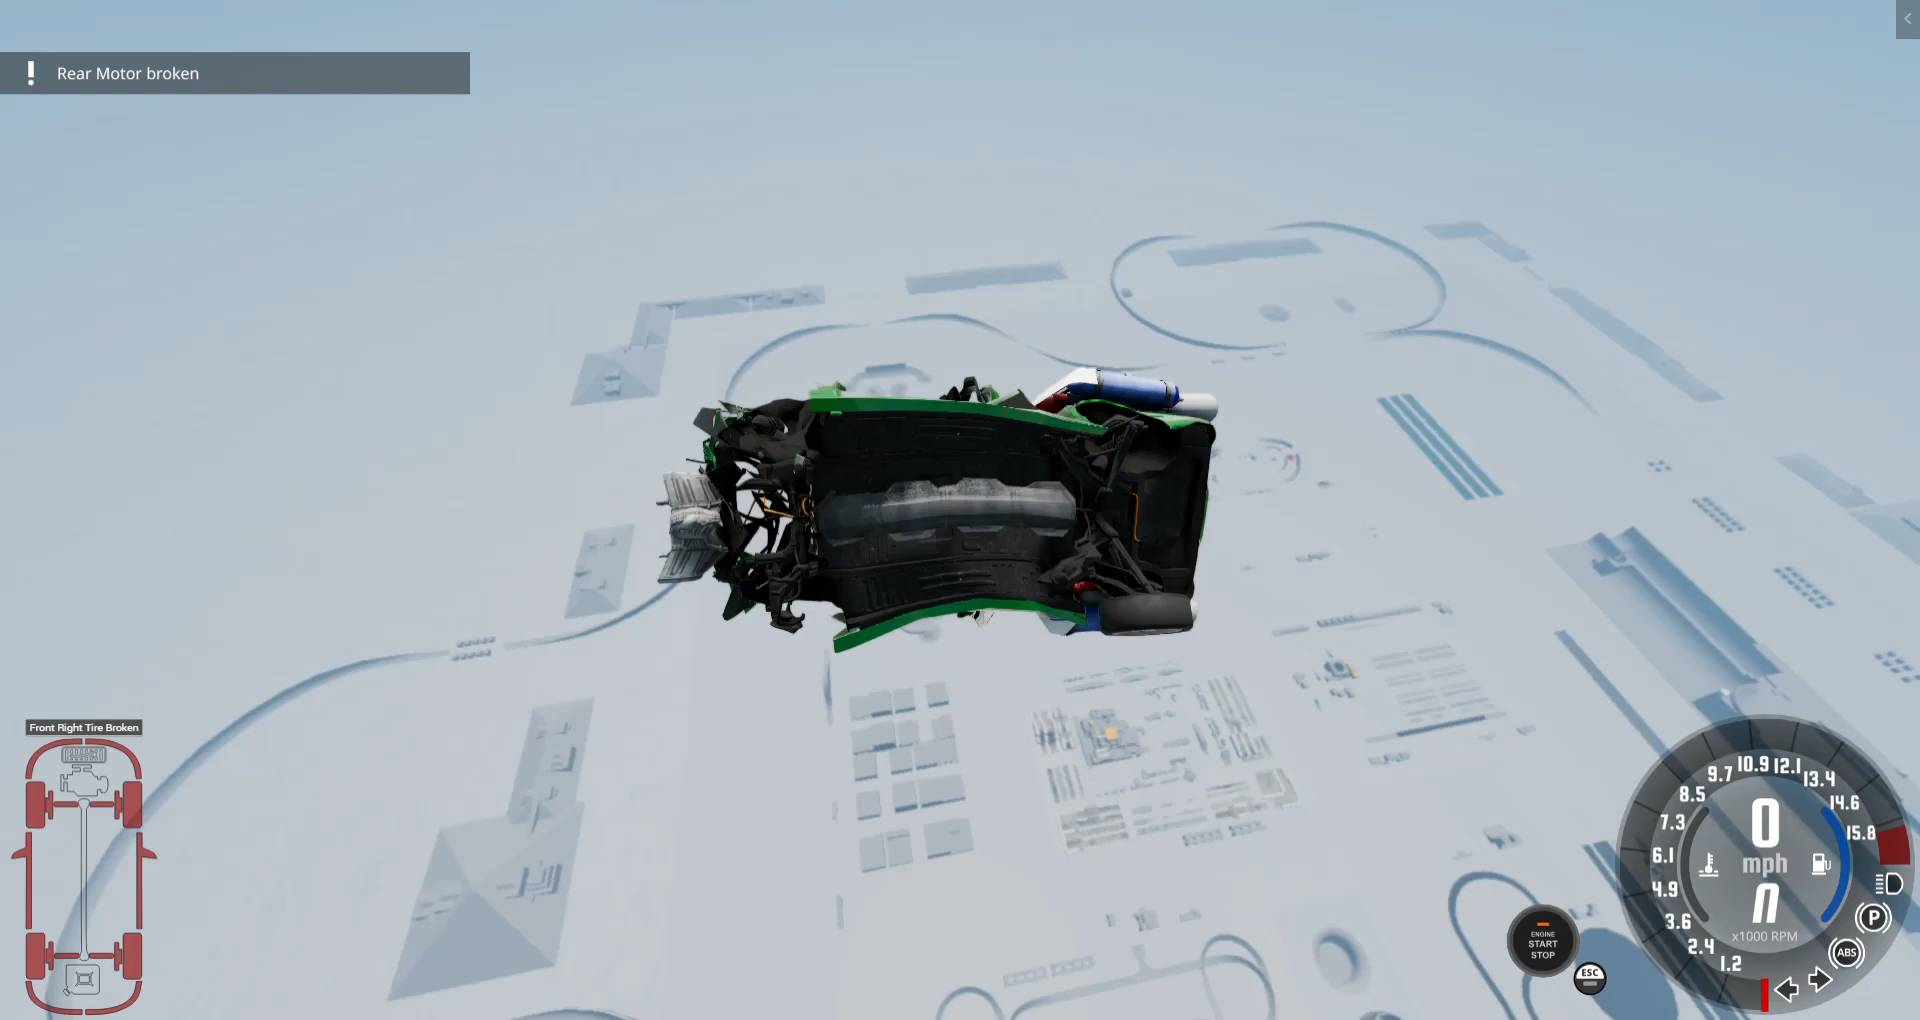 Rear Motor broken
Front Right Tire Broken
9.7 10.9 12.1 13.4
8.5 14.6
7.3 15.8
6.1
4.9
3.6
2.4
1.2
0
mph
n
x1000 RPM
ENGINE
START
STOP
ESC
P
ABS